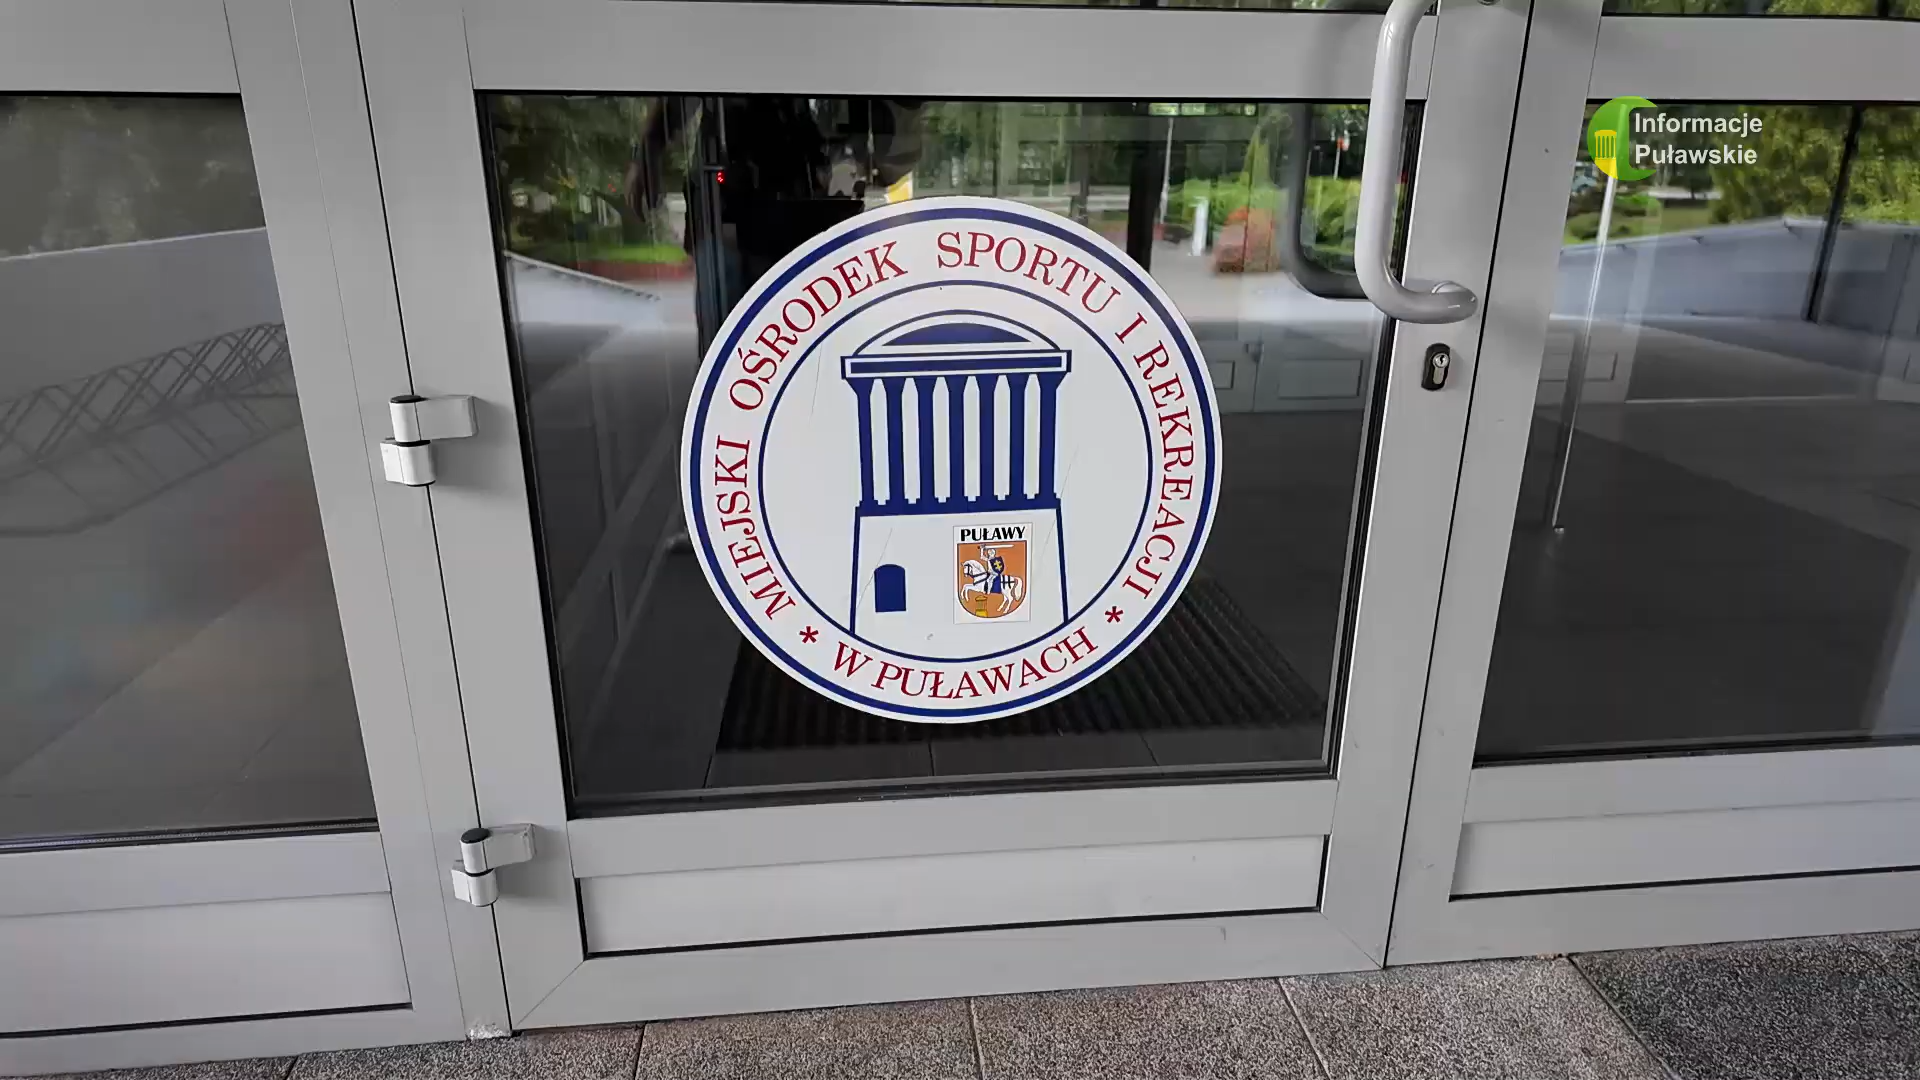 Informacje
Puławskie
MIEJSKI OŚRODEK SPORTU I REKREACJI
* W PUŁAWACH *
PUŁAWY